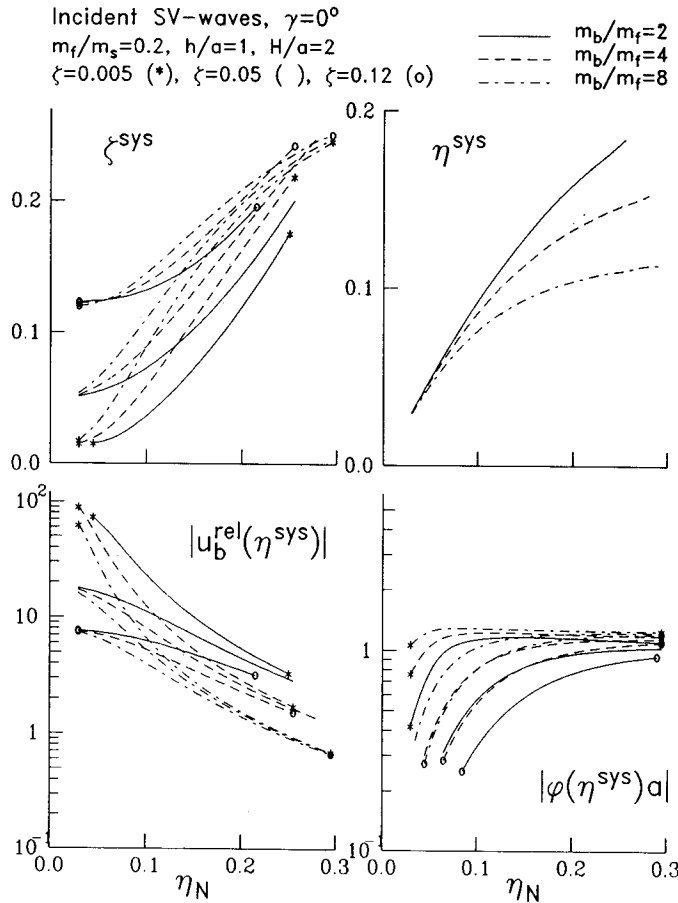 Incident SV-waves, γ=0°
m_f/m_s=0.2, h/a=1, H/a=2
ζ=0.005 (*), ζ=0.05 ( ), ζ=0.12 (o)
m_b/m_f=2
m_b/m_f=4
m_b/m_f=8
ζ^sys
0.2
0.1
0.0
η^sys
0.2
0.1
0.0
|u_b^rel(η^sys)|
10^2
10
1
10^-1
0.0 0.1 0.2 0.3
η_N
|φ(η^sys)a|
1
10^-1
0.0 0.1 0.2 0.3
η_N